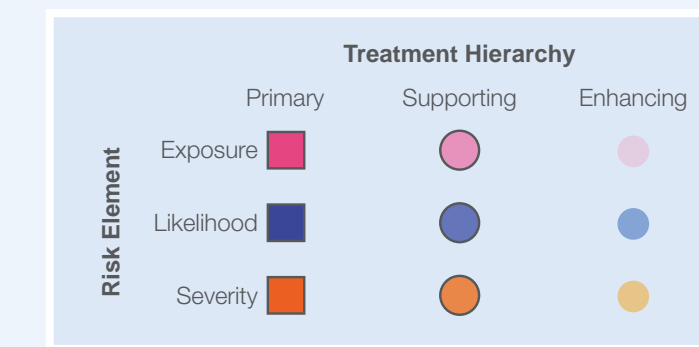 Treatment Hierarchy
Primary Supporting Enhancing
Risk Element
Exposure
Likelihood
Severity